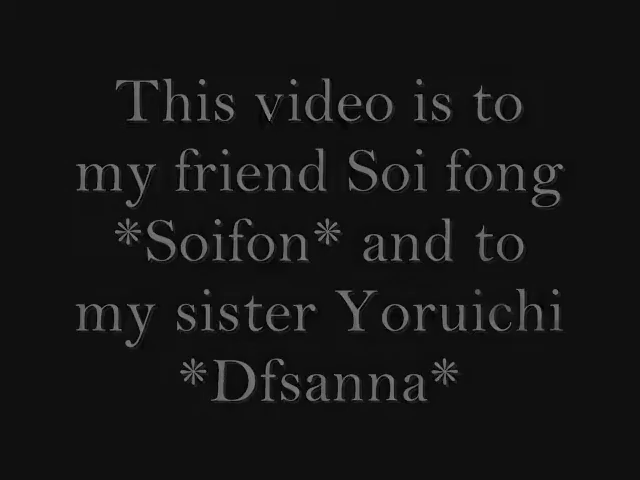 This video is to
my friend Soi fong
*Soifon* and to
my sister Yoruichi
*Dfsanna*